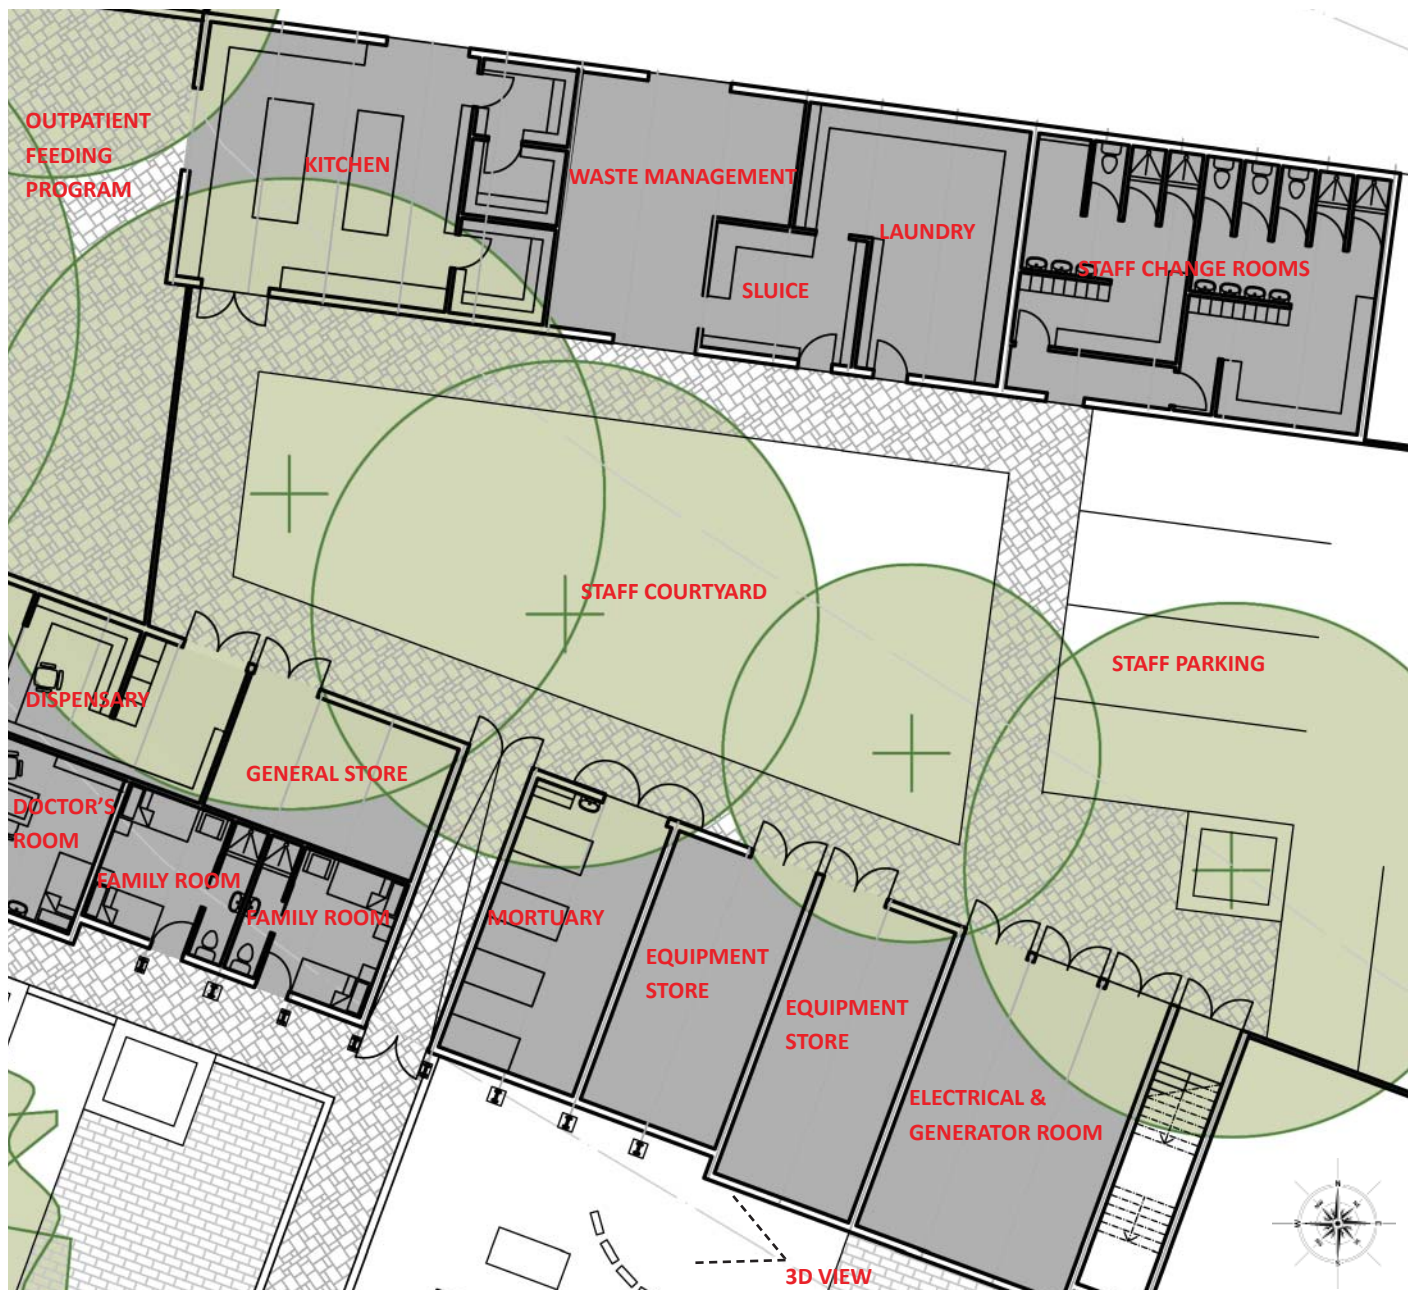 OUTPATIENT
FEEDING
PROGRAM
KITCHEN
WASTE MANAGEMENT
LAUNDRY
SLUICE
STAFF CHANGE ROOMS
STAFF COURTYARD
STAFF PARKING
DISPENSARY
GENERAL STORE
DOCTOR'S
ROOM
FAMILY ROOM
FAMILY ROOM
MORTUARY
EQUIPMENT
STORE
EQUIPMENT
STORE
ELECTRICAL &
GENERATOR ROOM
N
W
E
S
3D VIEW